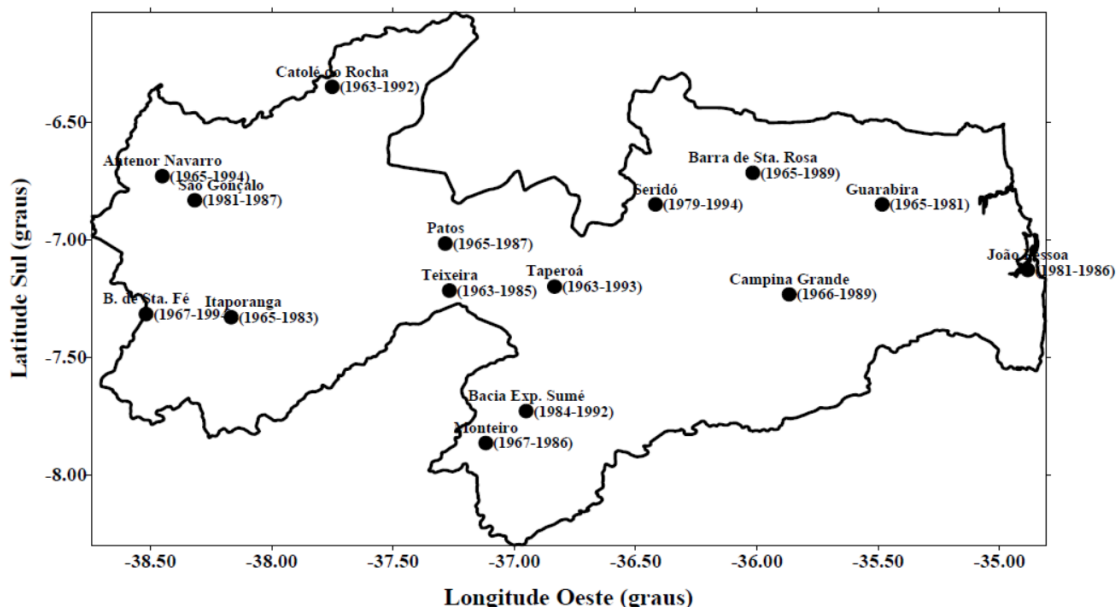 Catolé do Rocha
(1963-1992)
-6.50
Antenor Navarro
(1965-1994)
São Gonçalo
(1981-1987)
Barra de Sta. Rosa
(1965-1989)
Seridó
(1979-1994)
Guarabira
(1965-1981)
-7.00
Patos
(1965-1987)
João Pessoa
(1981-1986)
Teixeira
(1963-1985)
Taperoá
(1963-1993)
Campina Grande
(1966-1989)
B. de Sta. Fé
(1967-1994)
Itaporanga
(1965-1983)
-7.50
Bacia Exp. Sumé
(1984-1992)
Monteiro
(1967-1986)
-8.00
Latitude Sul (graus)
-38.50 -38.00 -37.50 -37.00 -36.50 -36.00 -35.50 -35.00
Longitude Oeste (graus)